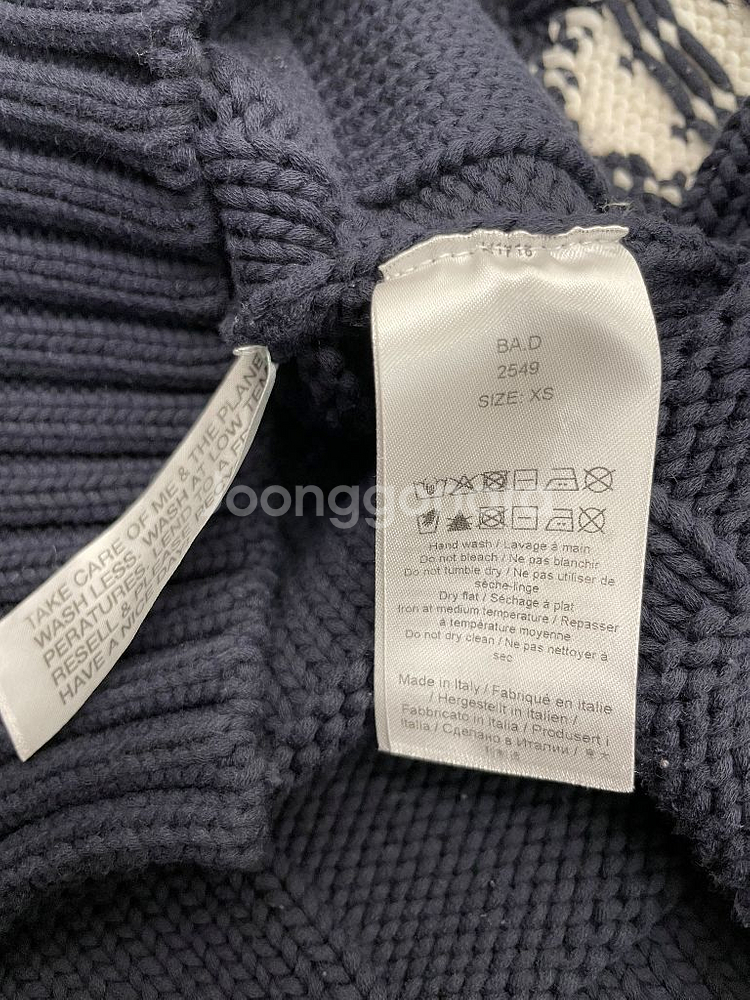 BA.D
2549
SIZE: XS
Hand wash / Lavage à main
Do not bleach / Ne pas blanchir
Do not tumble dry / Ne pas utiliser de
sèche-linge
Dry flat / Séchage à plat
Iron at medium temperature / Repasser
à température moyenne
Do not dry clean / Ne pas nettoyer à
sec
Made in Italy / Fabriqué en italie
/ Hergestellt in Italien /
Fabbricato in Italia / Produsert i
Italia / Сделано в Италии /
TAKE CARE OF ME & THE PLANE
WASH LESS, WASH AT LOW TEM
PERATURES, LEND TO A FR
RESELL &
HAVE A NICE DAY